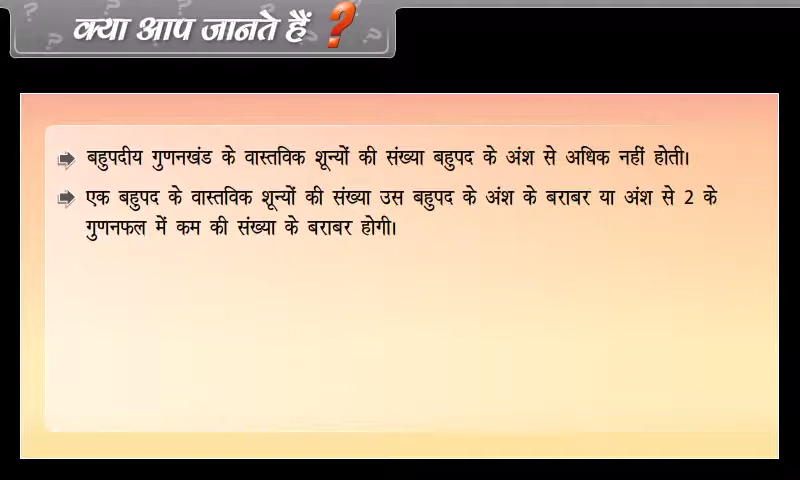 क्या आप जानते हैं ?
बहुपदीय गुणनखंड के वास्तविक शून्यों की संख्या बहुपद के अंश से अधिक नहीं होती।
एक बहुपद के वास्तविक शून्यों की संख्या उस बहुपद के अंश के बराबर या अंश से 2 के
गुणनफल में कम की संख्या के बराबर होगी।